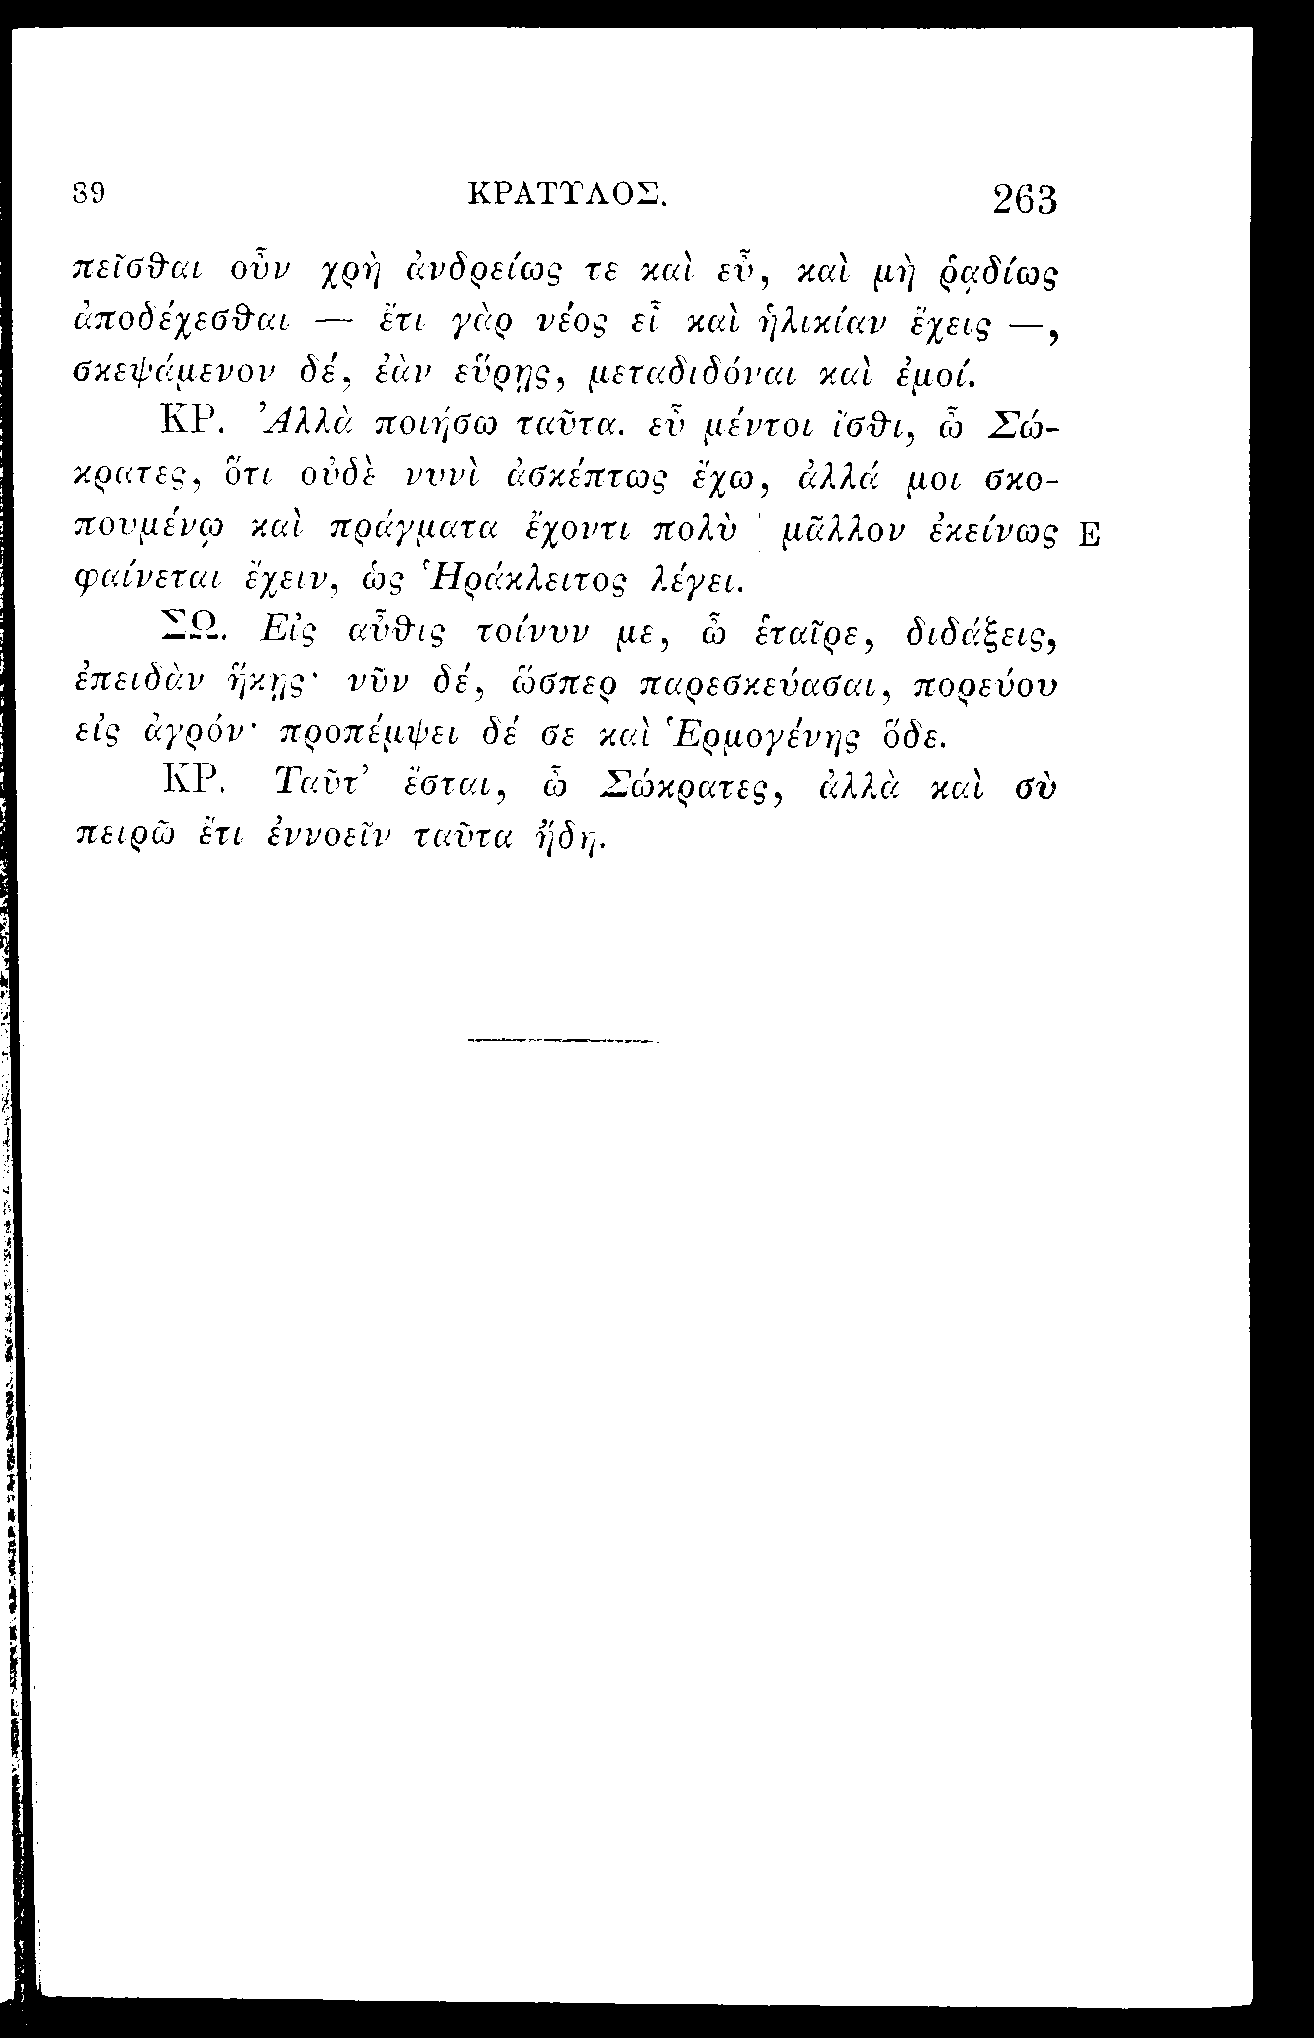 39 ΚΡΑΤΥΛΟΣ. 263
πεῖσθαι οὖν χρὴ ἀνδρείως τε καὶ εὖ, καὶ μὴ ῥᾳδίως
ἀποδέχεσθαι — ἔτι γὰρ νέος εἶ καὶ ἡλικίαν ἔχεις —,
σκεψάμενον δέ, ἐὰν εὕρῃς, μεταδιδόναι καὶ ἐμοί.
ΚΡ. Ἀλλὰ ποιήσω ταῦτα. εὖ μέντοι ἴσθι, ὦ Σώ-
κρατες, ὅτι οὐδὲ νυνὶ ἀσκέπτως ἔχω, ἀλλά μοι σκο-
πουμένῳ καὶ πράγματα ἔχοντι πολὺ ' μᾶλλον ἐκείνως E
φαίνεται ἔχειν, ὡς Ἡράκλειτος λέγει.
ΣΩ. Εἰς αὖθις τοίνυν με, ὦ ἑταῖρε, διδάξεις,
ἐπειδὰν ἥκῃς· νῦν δέ, ὥσπερ παρεσκεύασαι, πορεύου
εἰς ἀγρόν· προπέμψει δέ σε καὶ Ἑρμογένης ὅδε.
ΚΡ. Ταῦτ' ἔσται, ὦ Σώκρατες, ἀλλὰ καὶ σὺ
πειρῶ ἔτι ἐννοεῖν ταῦτα ἤδη.